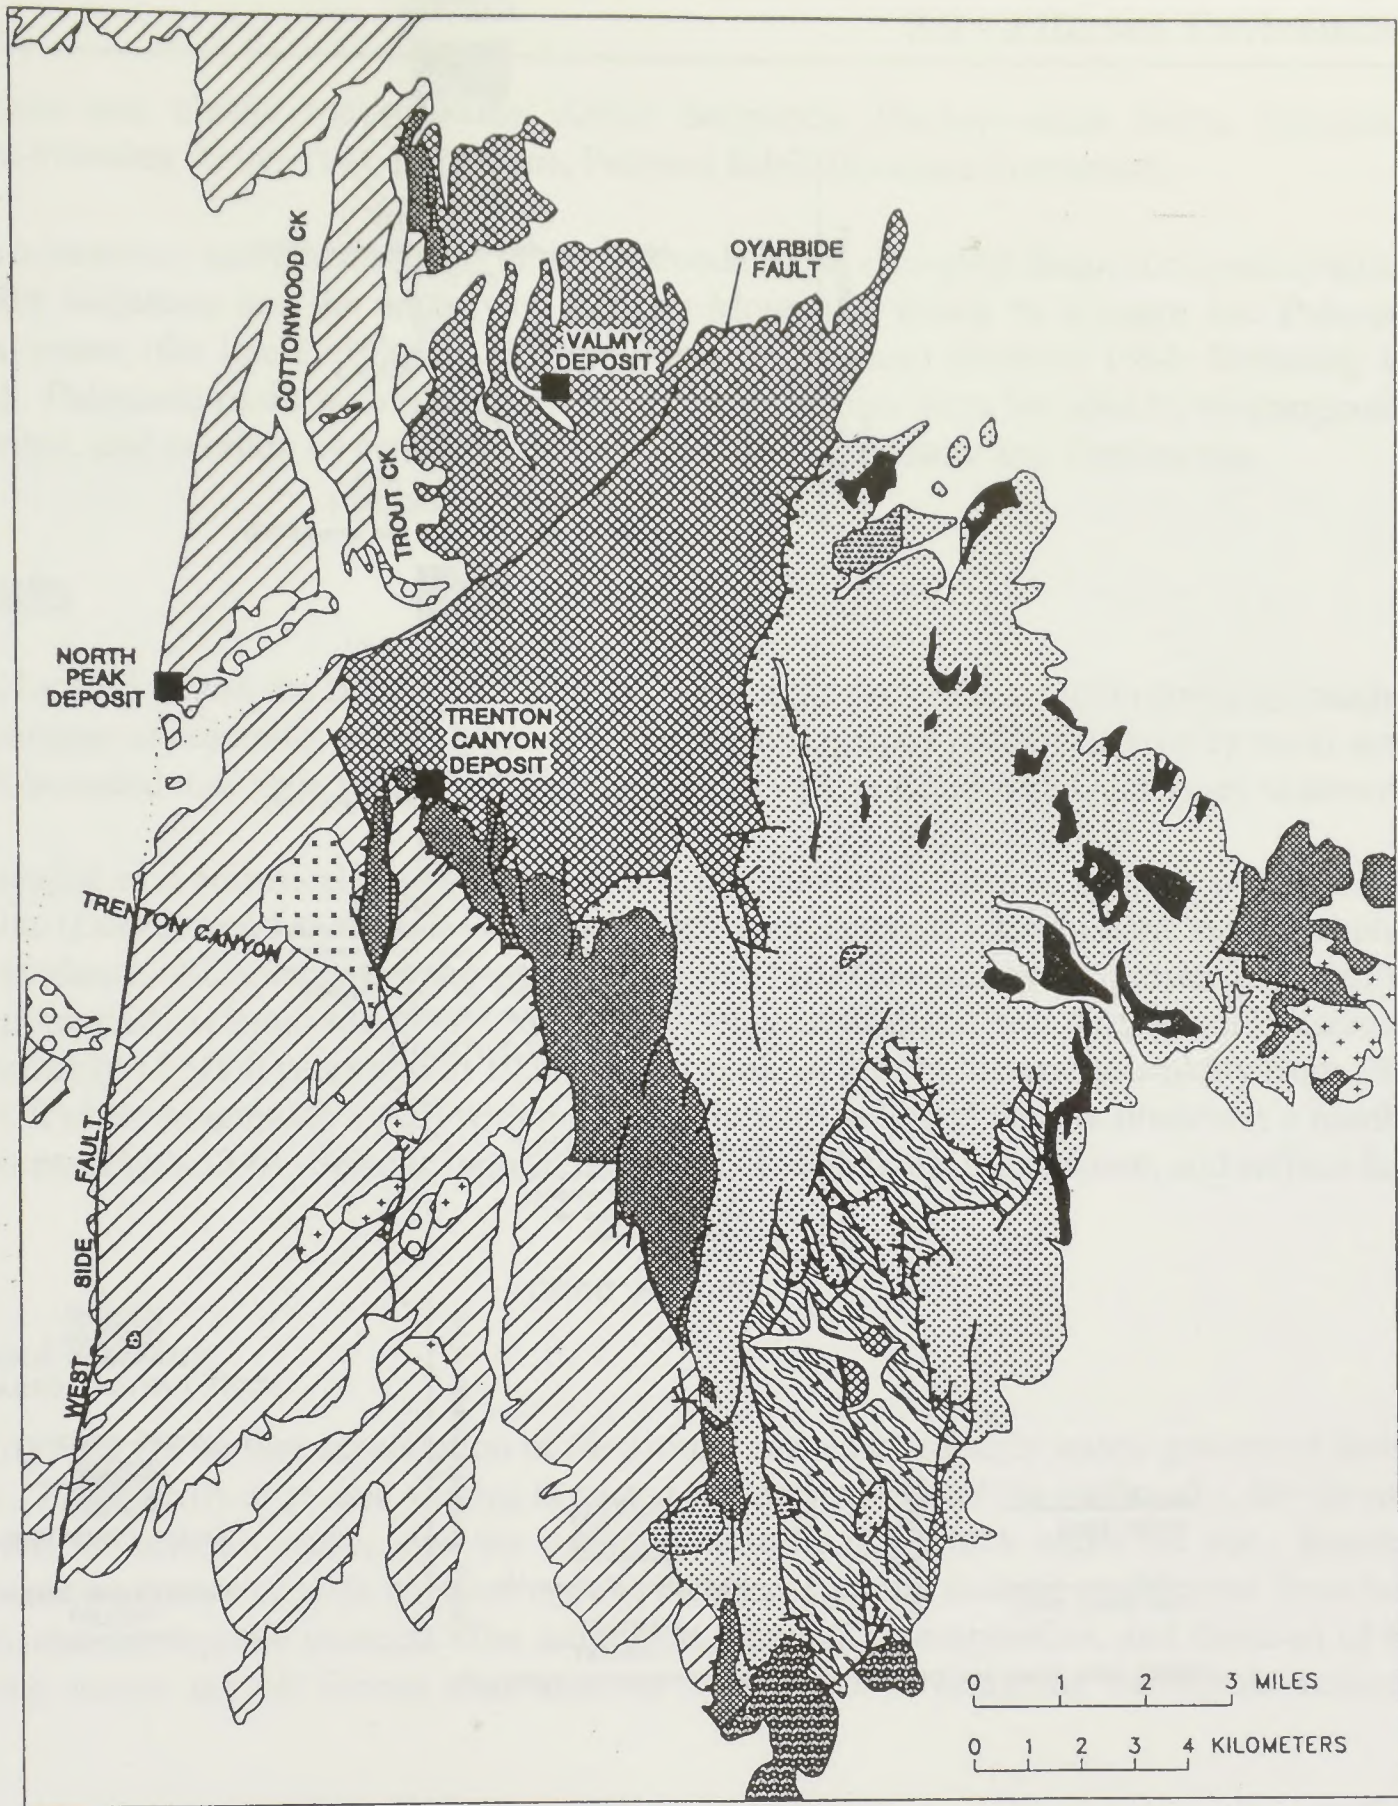 COTTONWOOD CK
OYARBIDE
FAULT
VALMY
DEPOSIT
TROUT CK
NORTH
PEAK
DEPOSIT
TRENTON
CANYON
DEPOSIT
TRENTON CANYON
WEST SIDE FAULT
0 1 2 3 MILES
0 1 2 3 4 KILOMETERS